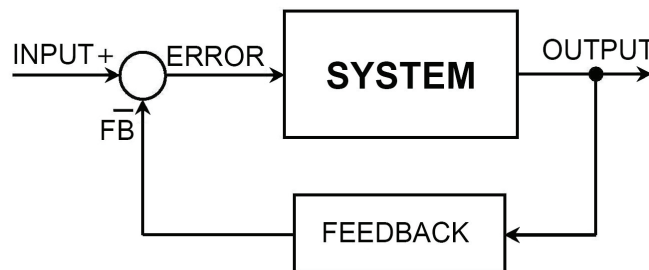 INPUT + ERROR OUTPUT
SYSTEM
− FB
FEEDBACK